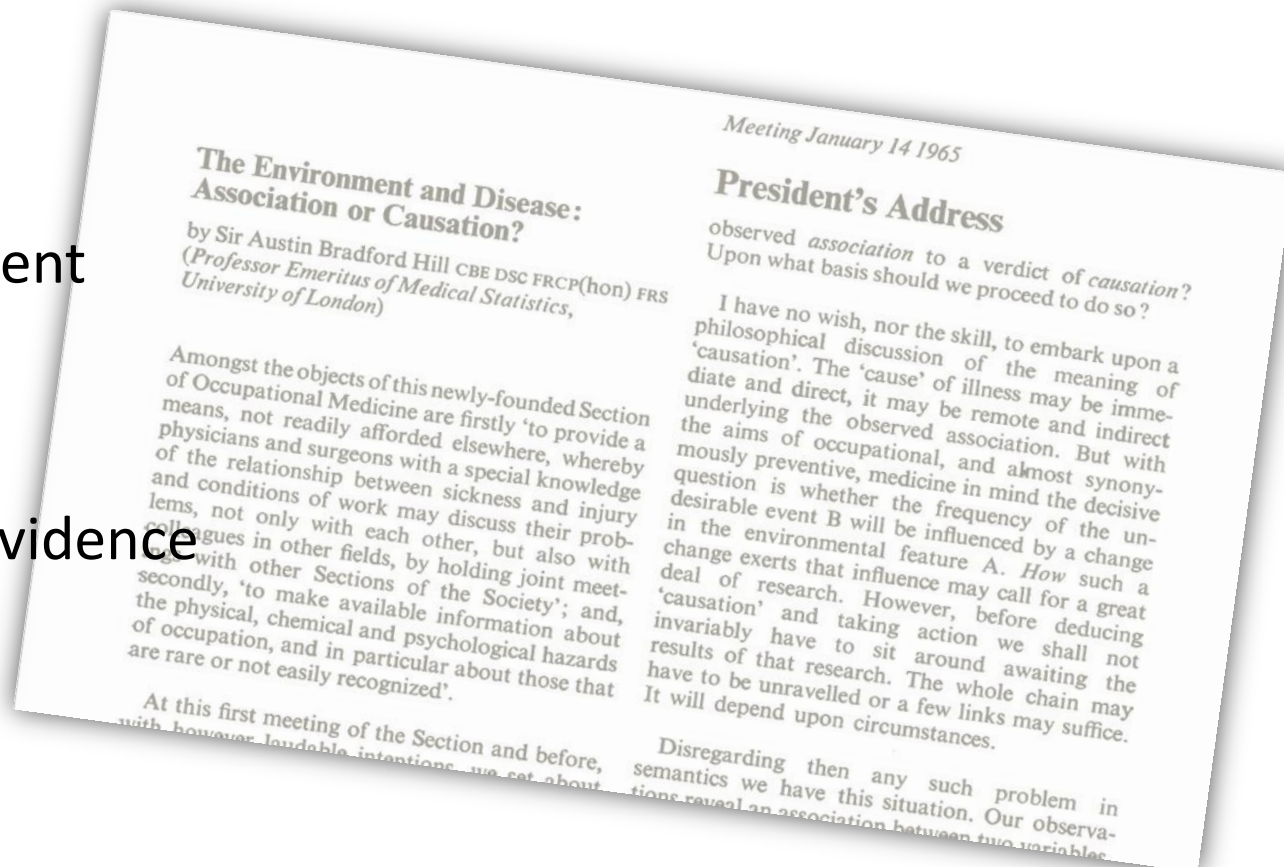 ent
vidence
Meeting January 14 1965
The Environment and Disease:
Association or Causation?
by Sir Austin Bradford Hill CBE DSC FRCP(hon) FRS
(Professor Emeritus of Medical Statistics,
University of London)
Amongst the objects of this newly-founded Section
of Occupational Medicine are firstly ‘to provide a
means, not readily afforded elsewhere, whereby
physicians and surgeons with a special knowledge
of the relationship between sickness and injury
and conditions of work may discuss their prob-
lems, not only with each other, but also with
colleagues in other fields, by holding joint meet-
ings with other Sections of the Society’; and,
secondly, ‘to make available information about
the physical, chemical and psychological hazards
of occupation, and in particular about those that
are rare or not easily recognized’.
At this first meeting of the Section and before,
with however laudable intentions, we set about
President’s Address
observed association to a verdict of causation?
Upon what basis should we proceed to do so?
I have no wish, nor the skill, to embark upon a
philosophical discussion of the meaning of
‘causation’. The ‘cause’ of illness may be imme-
diate and direct, it may be remote and indirect
underlying the observed association. But with
the aims of occupational, and almost synony-
mously preventive, medicine in mind the decisive
question is whether the frequency of the un-
desirable event B will be influenced by a change
in the environmental feature A. How such a
change exerts that influence may call for a great
deal of research. However, before deducing
‘causation’ and taking action we shall not
invariably have to sit around awaiting the
results of that research. The whole chain may
have to be unravelled or a few links may suffice.
It will depend upon circumstances.
Disregarding then any such problem in
semantics we have this situation. Our observa-
tions reveal an association between two variables,